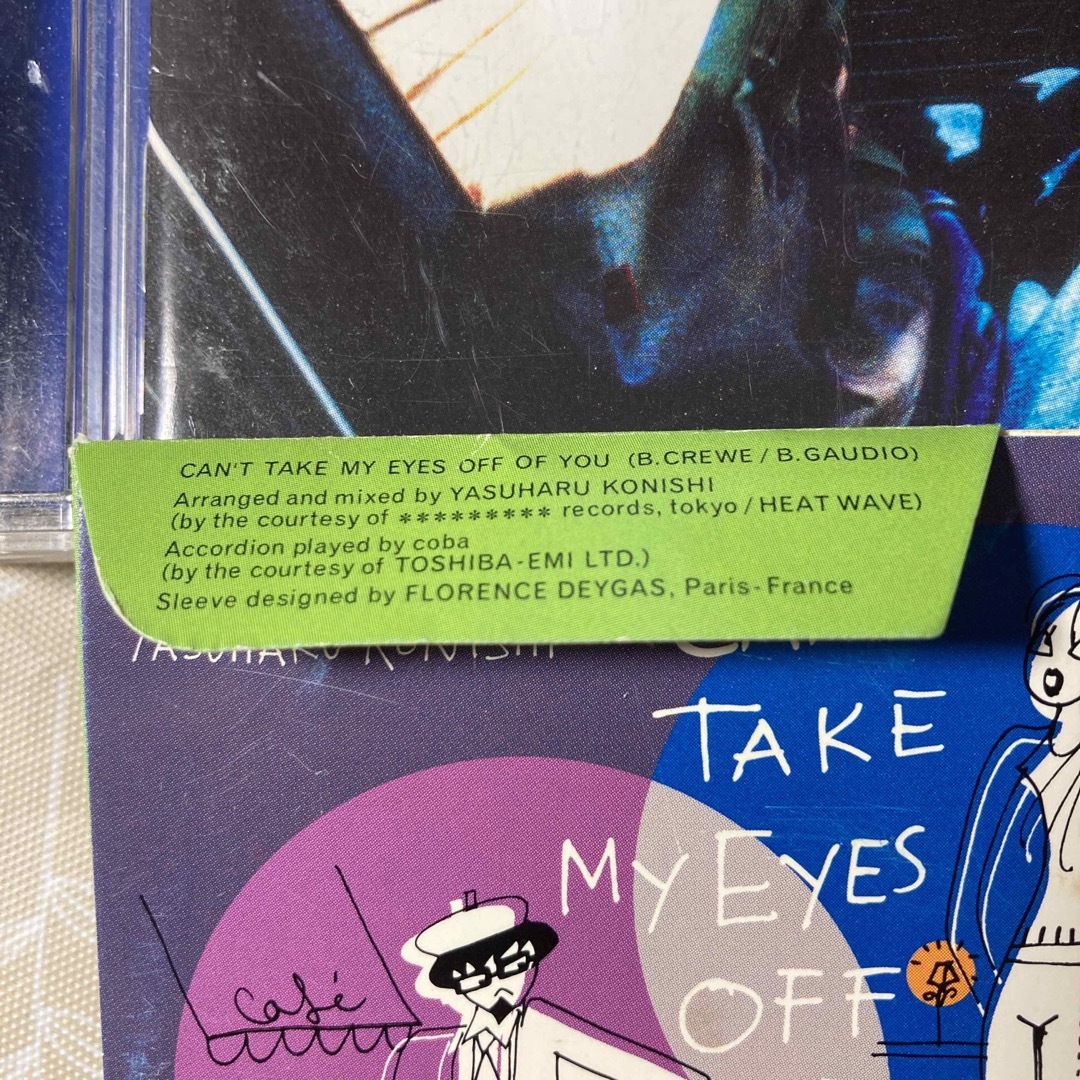 CAN'T TAKE MY EYES OFF OF YOU (B.CREWE / B.GAUDIO)
Arranged and mixed by YASUHARU KONISHI
(by the courtesy of ********* records, tokyo / HEAT WAVE)
Accordion played by coba
(by the courtesy of TOSHIBA-EMI LTD.)
Sleeve designed by FLORENCE DEYGAS, Paris-France
YASUHARU KONISHI
TAKE
MY EYES
OFF
Café